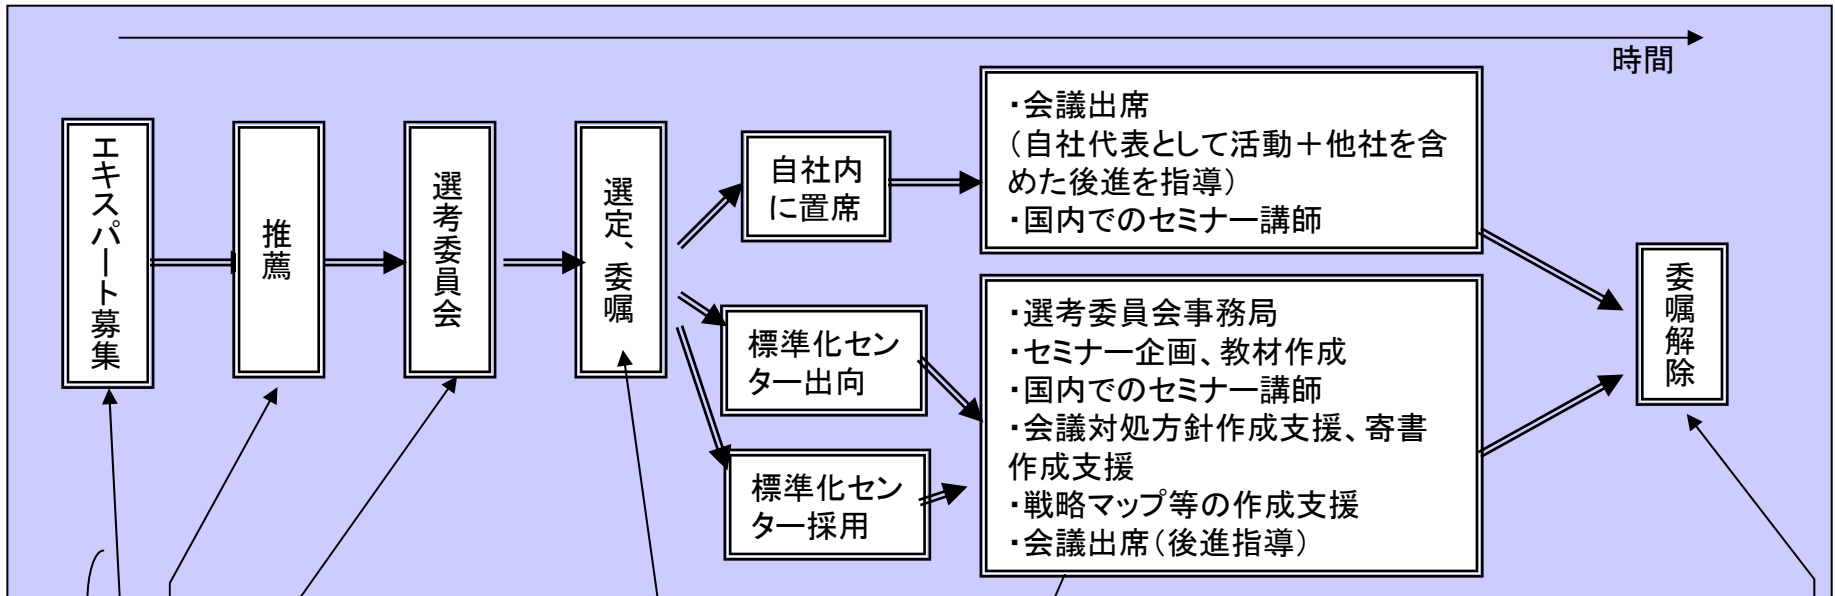 時間
エキスパート募集
推薦
選考委員会
選定、委嘱
自社内
に置席
標準化セン
ター出向
標準化セン
ター採用
・会議出席
（自社代表として活動＋他社を含
めた後進を指導）
・国内でのセミナー講師
・選考委員会事務局
・セミナー企画、教材作成
・国内でのセミナー講師
・会議対処方針作成支援、寄書
作成支援
・戦略マップ等の作成支援
・会議出席（後進指導）
委嘱解除